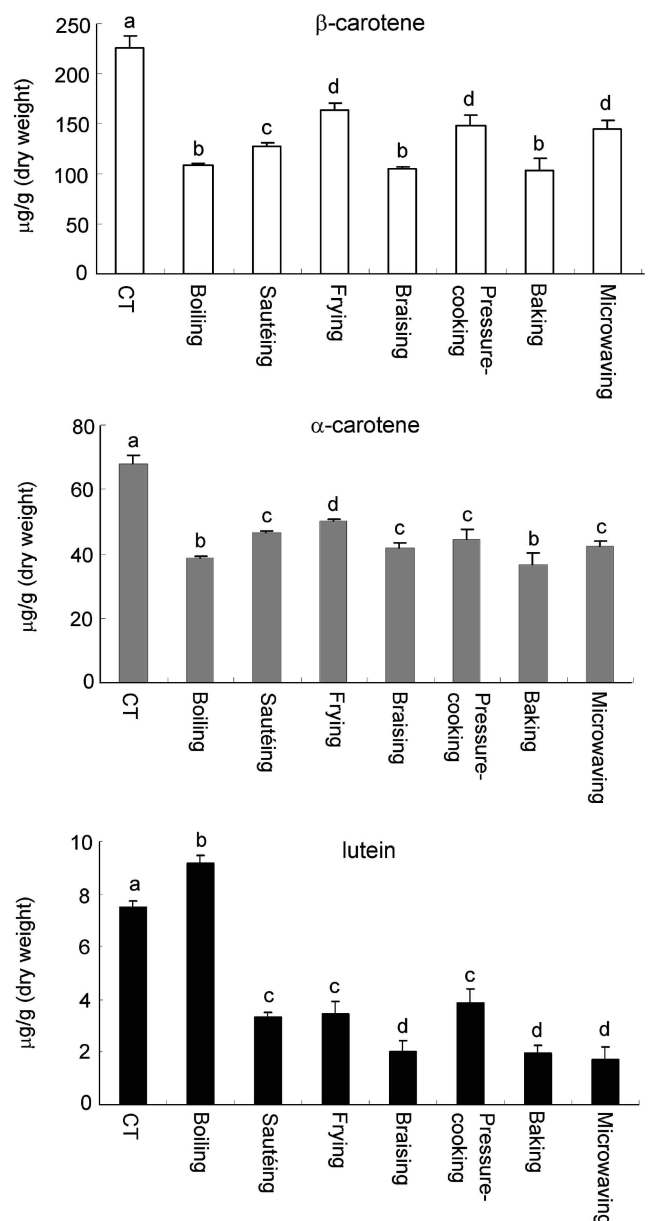 β-carotene
μg/g (dry weight)
250
200
150
100
50
0
a
b
c
d
b
d
b
d
CT
Boiling
Sautéing
Frying
Braising
Pressure-
cooking
Baking
Microwaving
α-carotene
μg/g (dry weight)
80
60
40
20
0
a
b
c
d
c
c
b
c
CT
Boiling
Sautéing
Frying
Braising
Pressure-
cooking
Baking
Microwaving
lutein
μg/g (dry weight)
10
8
6
4
2
0
a
b
c
c
d
c
d
d
CT
Boiling
Sautéing
Frying
Braising
Pressure-
cooking
Baking
Microwaving